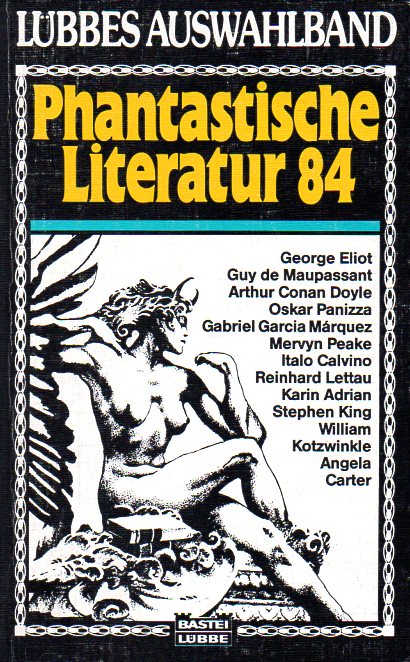 LÜBBES AUSWAHLBAND
Phantastische
Literatur 84
George Eliot
Guy de Maupassant
Arthur Conan Doyle
Oskar Panizza
Gabriel Garcia Márquez
Mervyn Peake
Italo Calvino
Reinhard Lettau
Karin Adrian
Stephen King
William
Kotzwinkle
Angela
Carter
BASTEI
LÜBBE